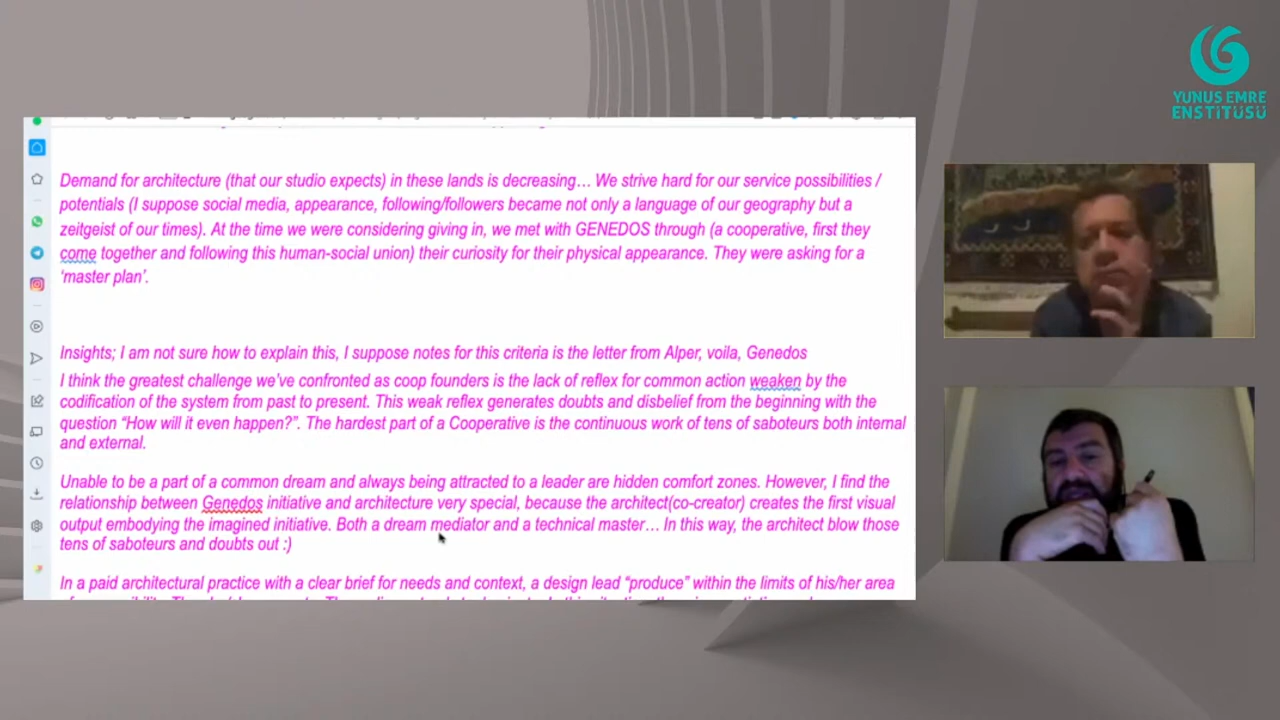 YUNUS EMRE
ENSTİTÜSÜ
Demand for architecture (that our studio expects) in these lands is decreasing… We strive hard for our service possibilities /
potentials (I suppose social media, appearance, following/followers became not only a language of our geography but a
zeitgeist of our times). At the time we were considering giving in, we met with GENEDOS through (a cooperative, first they
come together and following this human-social union) their curiosity for their physical appearance. They were asking for a
‘master plan’.
Insights; I am not sure how to explain this, I suppose notes for this criteria is the letter from Alper, voila, Genedos
I think the greatest challenge we’ve confronted as coop founders is the lack of reflex for common action weaken by the
codification of the system from past to present. This weak reflex generates doubts and disbelief from the beginning with the
question “How will it even happen?”. The hardest part of a Cooperative is the continuous work of tens of saboteurs both internal
and external.
Unable to be a part of a common dream and always being attracted to a leader are hidden comfort zones. However, I find the
relationship between Genedos initiative and architecture very special, because the architect(co-creator) creates the first visual
output embodying the imagined initiative. Both a dream mediator and a technical master… In this way, the architect blow those
tens of saboteurs and doubts out :)
In a paid architectural practice with a clear brief for needs and context, a design lead “produce” within the limits of his/her area